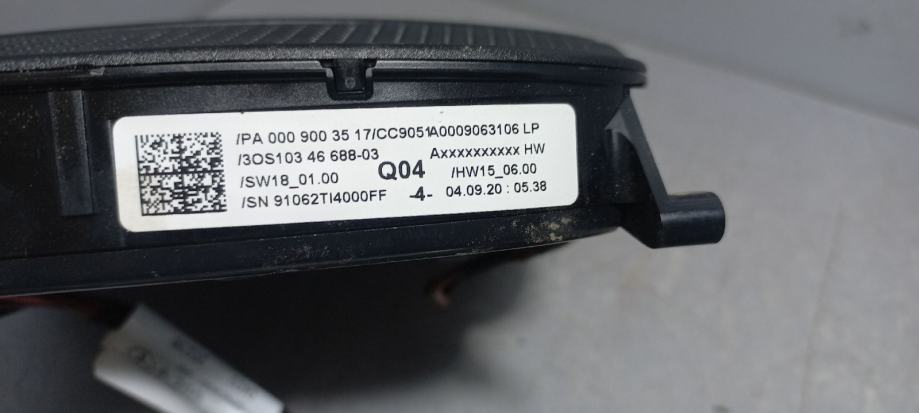 /PA 000 900 35 17/CC9051A0009063106 LP
/3OS103 46 688-03 Axxxxxxxxxx HW
/SW18_01.00 Q04 /HW15_06.00
/SN 91062TI4000FF -4- 04.09.20 : 05.38